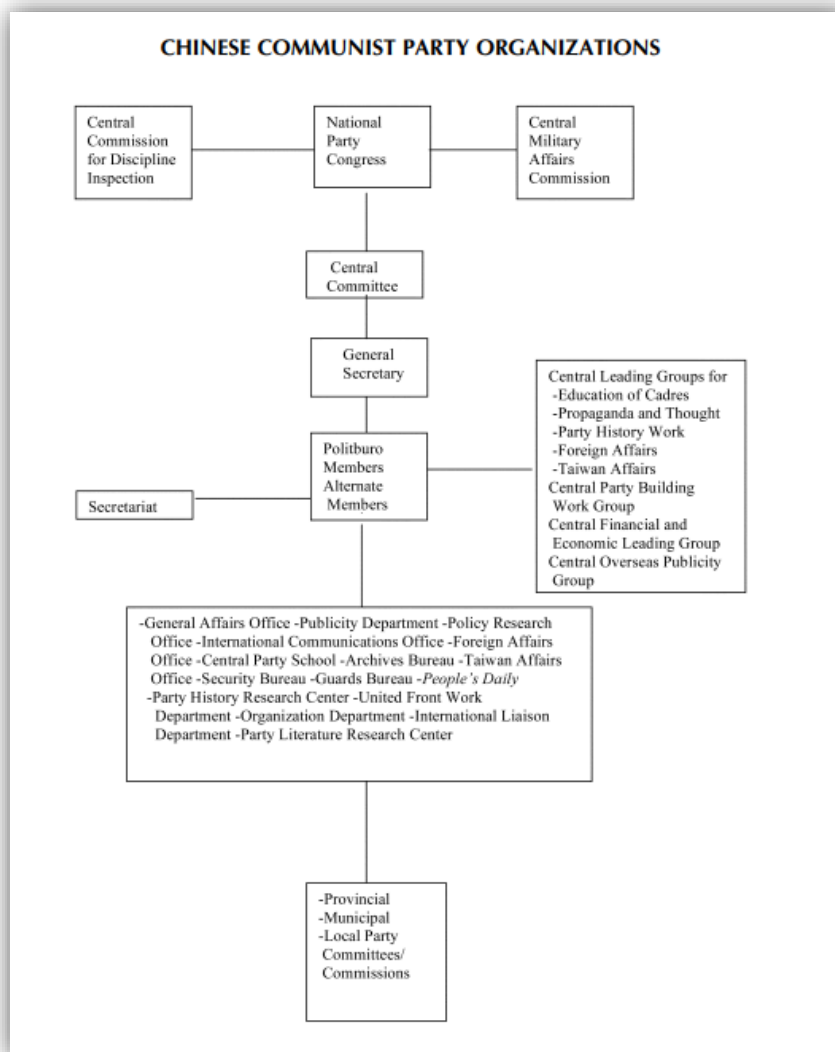 CHINESE COMMUNIST PARTY ORGANIZATIONS
Central
Commission
for Discipline
Inspection
National
Party
Congress
Central
Military
Affairs
Commission
Central
Committee
General
Secretary
Politburo
Members
Alternate
Members
Secretariat
Central Leading Groups for
-Education of Cadres
-Propaganda and Thought
-Party History Work
-Foreign Affairs
-Taiwan Affairs
Central Party Building
Work Group
Central Financial and
Economic Leading Group
Central Overseas Publicity
Group
-General Affairs Office -Publicity Department -Policy Research
Office -International Communications Office -Foreign Affairs
Office -Central Party School -Archives Bureau -Taiwan Affairs
Office -Security Bureau -Guards Bureau -People's Daily
-Party History Research Center -United Front Work
Department -Organization Department -International Liaison
Department -Party Literature Research Center
-Provincial
-Municipal
-Local Party
Committees/
Commissions